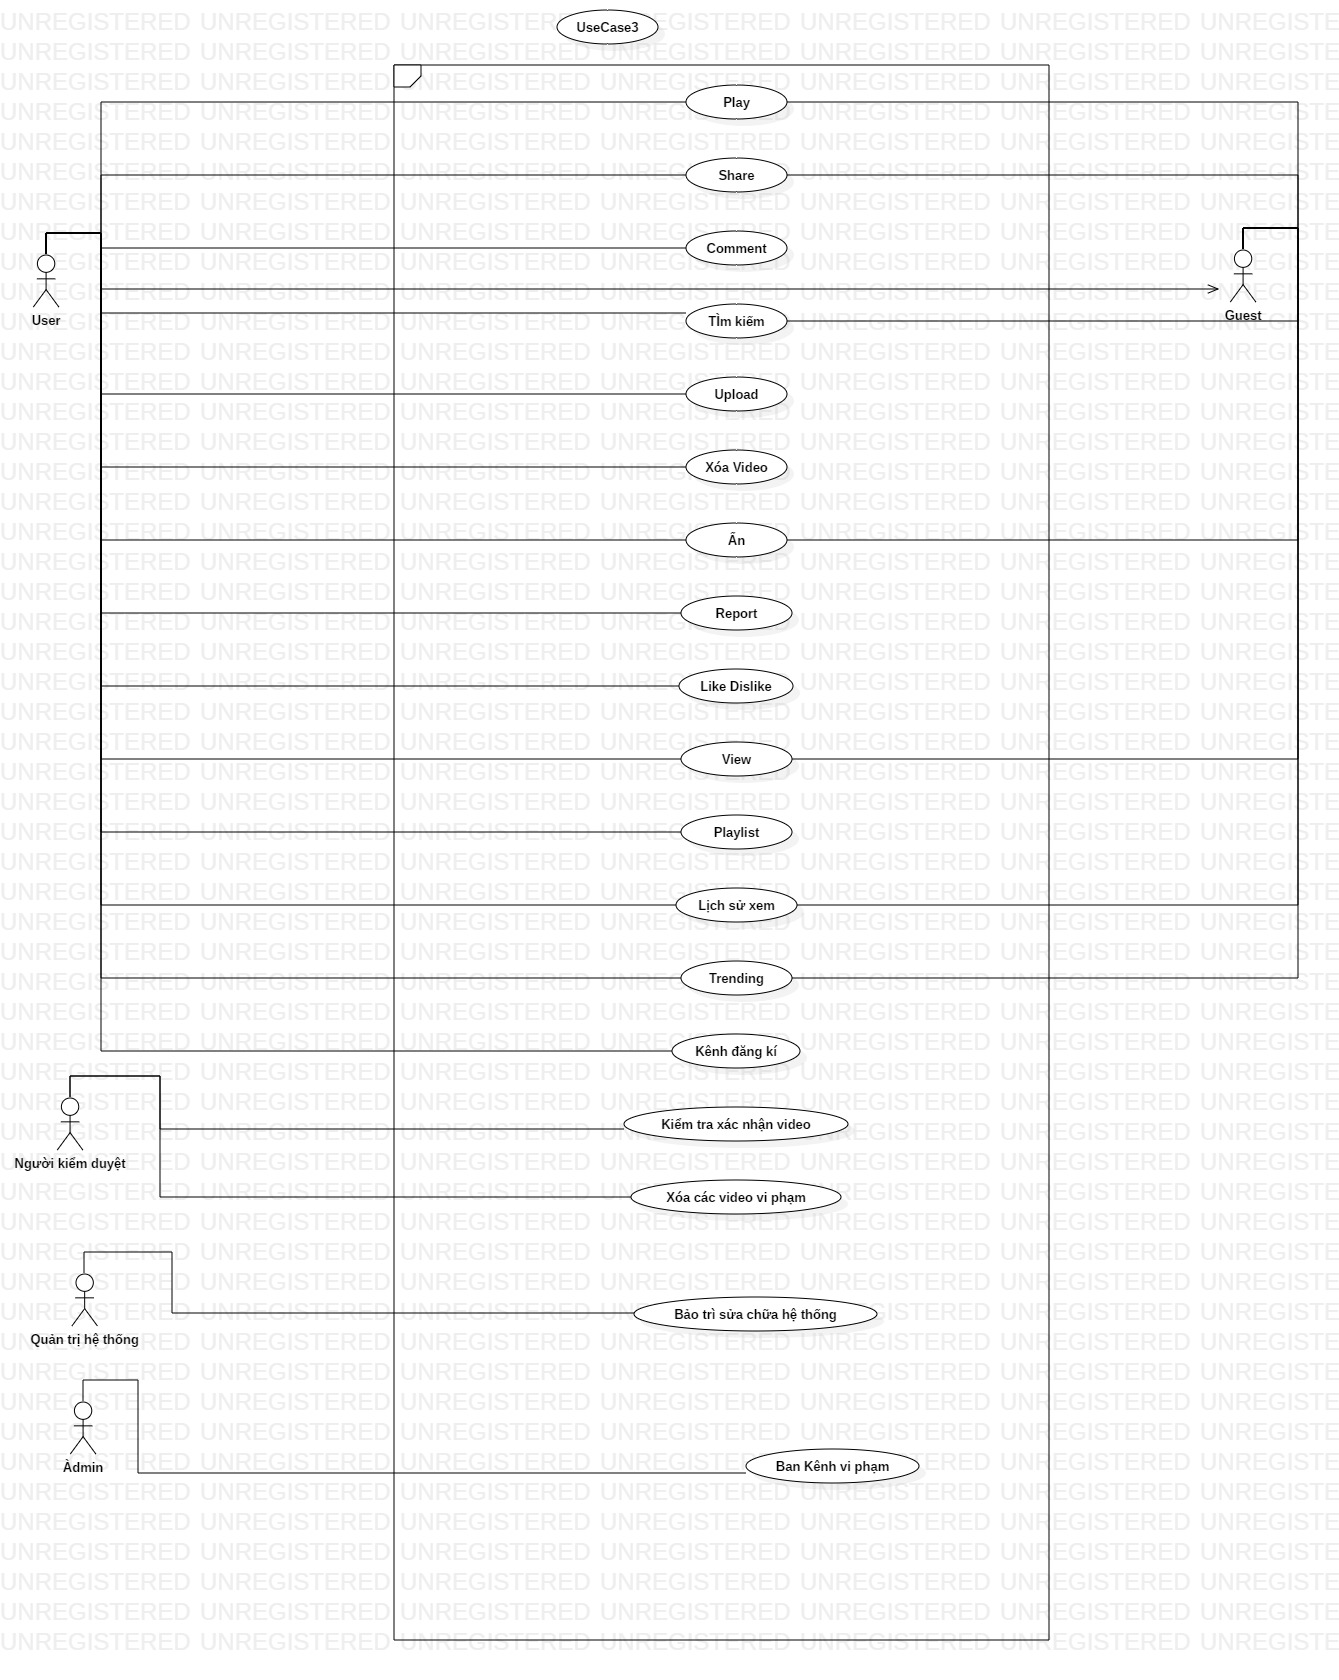 UseCase3
Play
Share
Comment
TÌm kiếm
User
Guest
Upload
Xóa Video
Ẩn
Report
Like Dislike
View
Playlist
Lịch sử xem
Trending
Kênh đăng kí
Kiểm tra xác nhận video
Người kiểm duyệt
Xóa các video vi phạm
Bảo trì sửa chữa hệ thống
Quản trị hệ thống
Àdmin
Ban Kênh vi phạm
UNREGISTERED